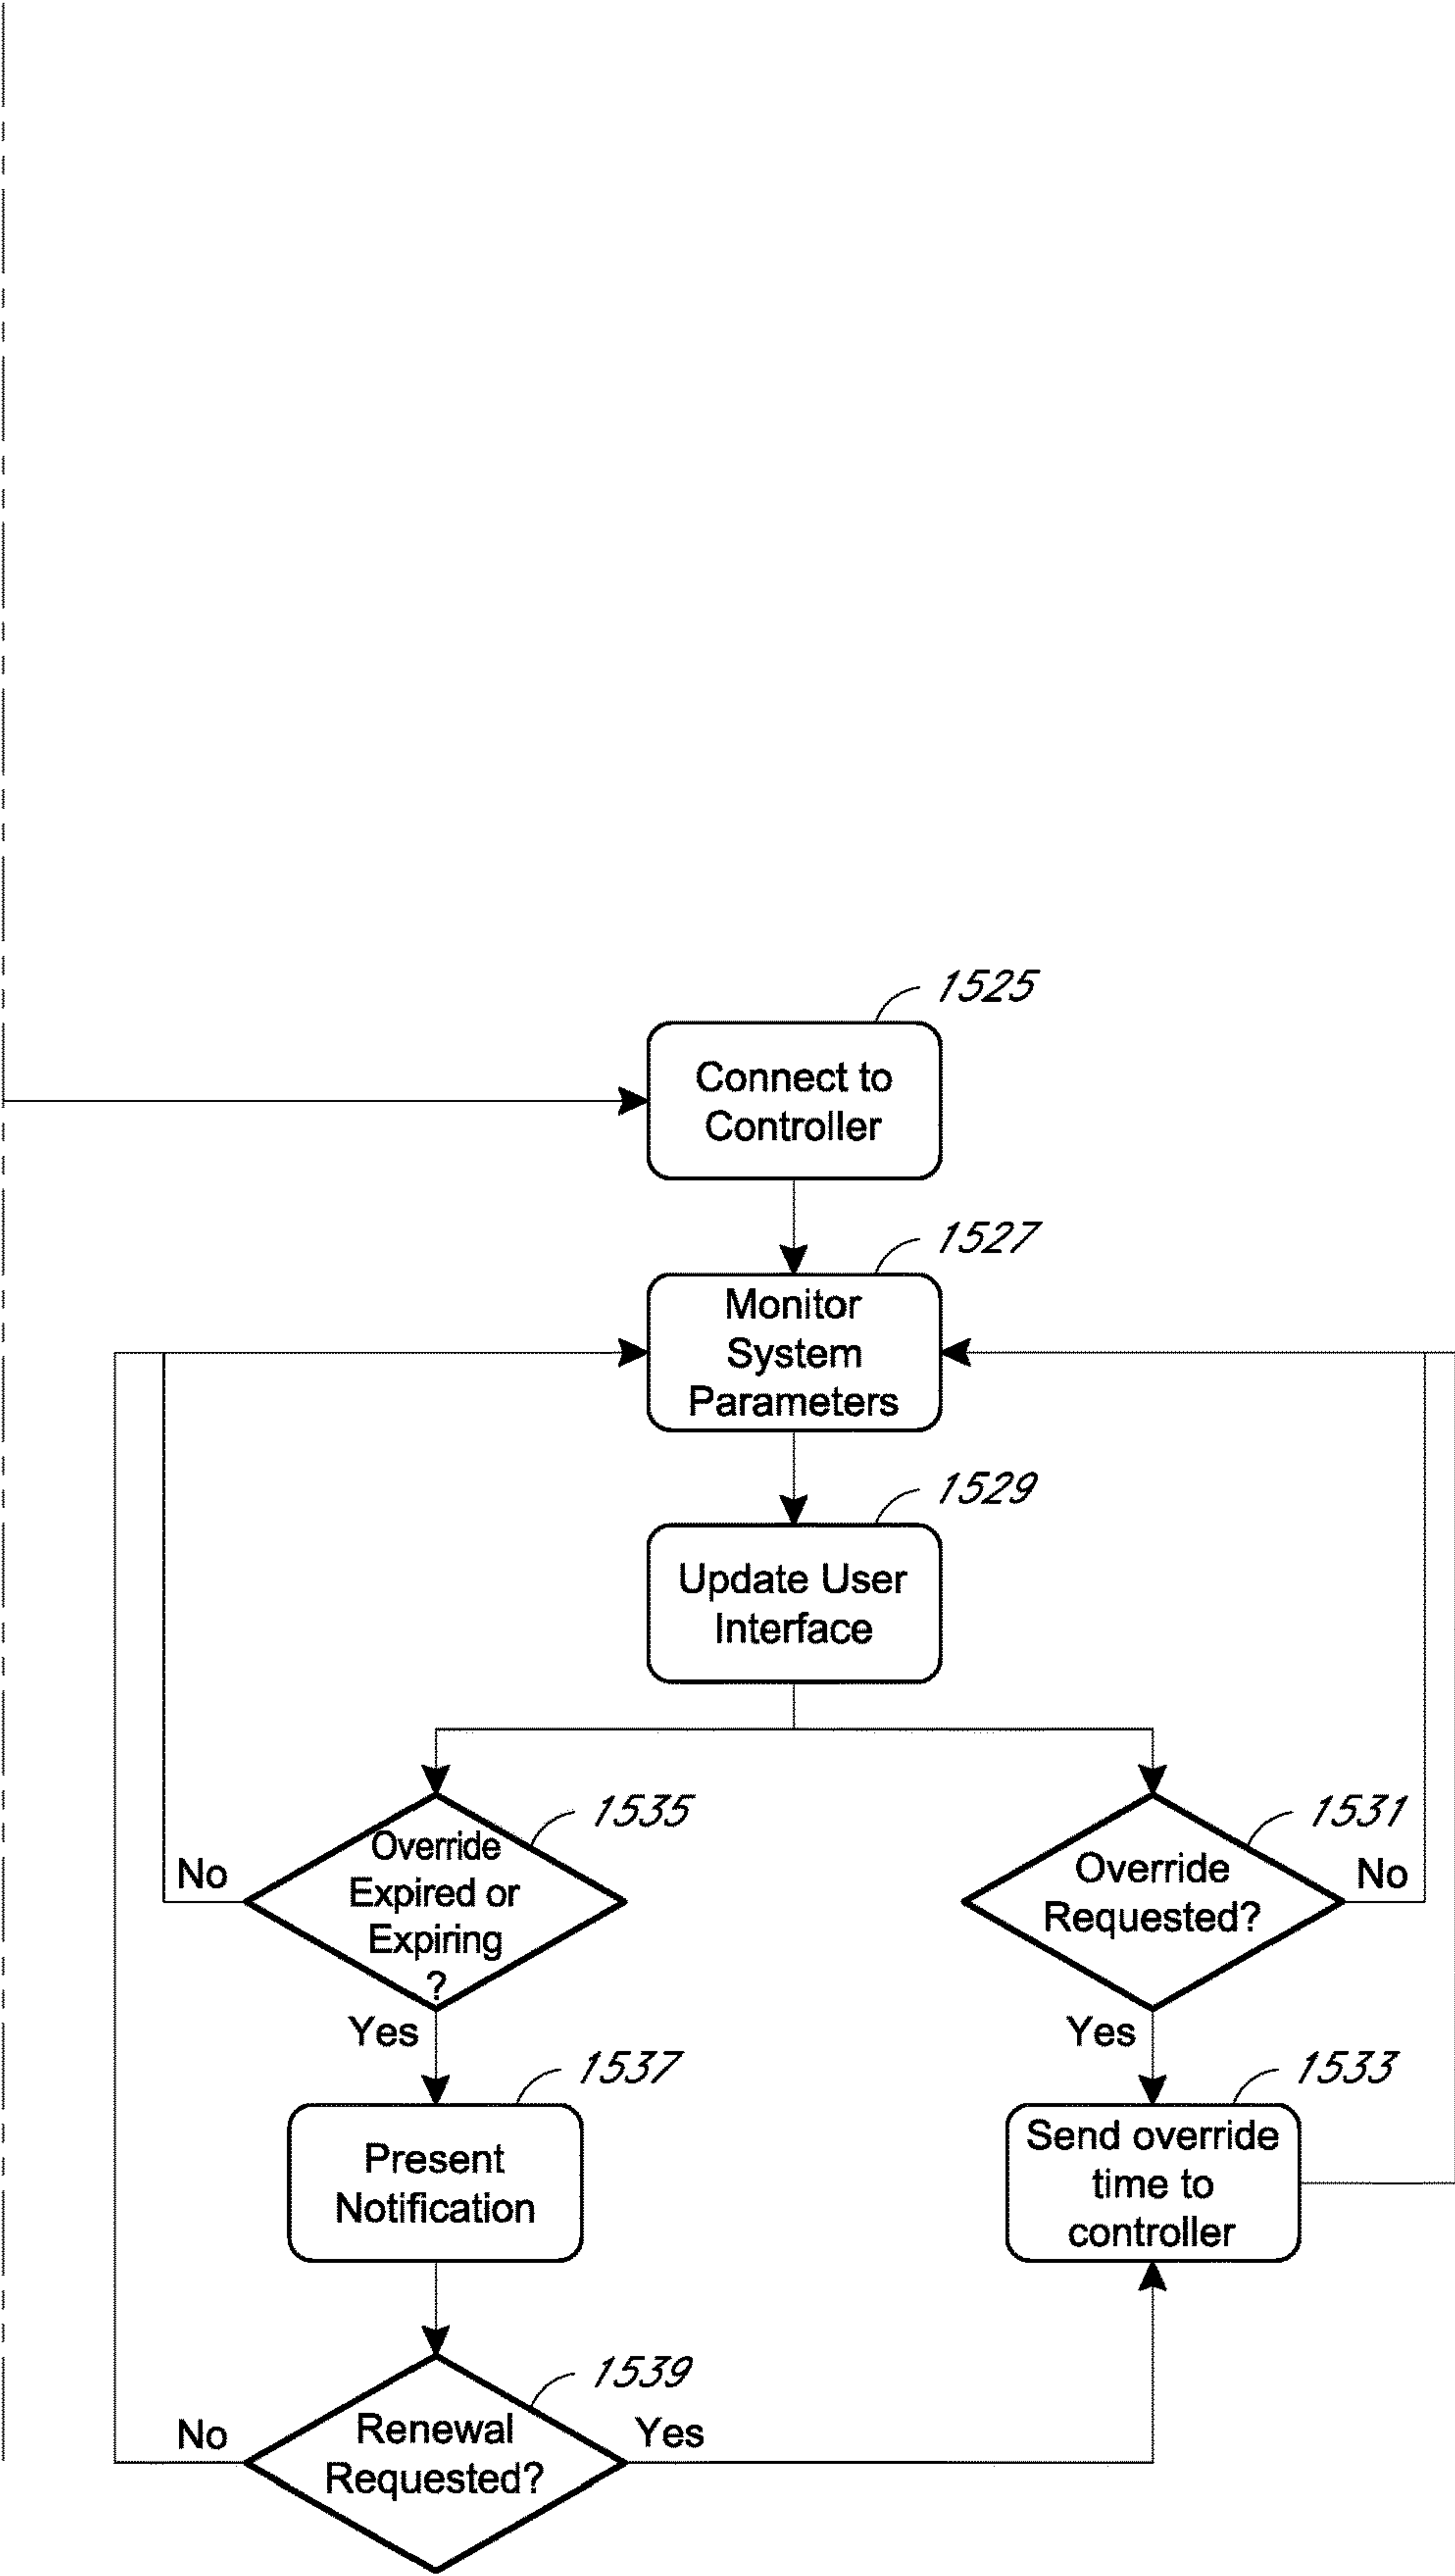 1525
Connect to
Controller
1527
Monitor
System
Parameters
1529
Update User
Interface
1535
Override
Expired or
Expiring
?
No
Yes
1531
Override
Requested?
No
Yes
1537
Present
Notification
1533
Send override
time to
controller
1539
Renewal
Requested?
No
Yes